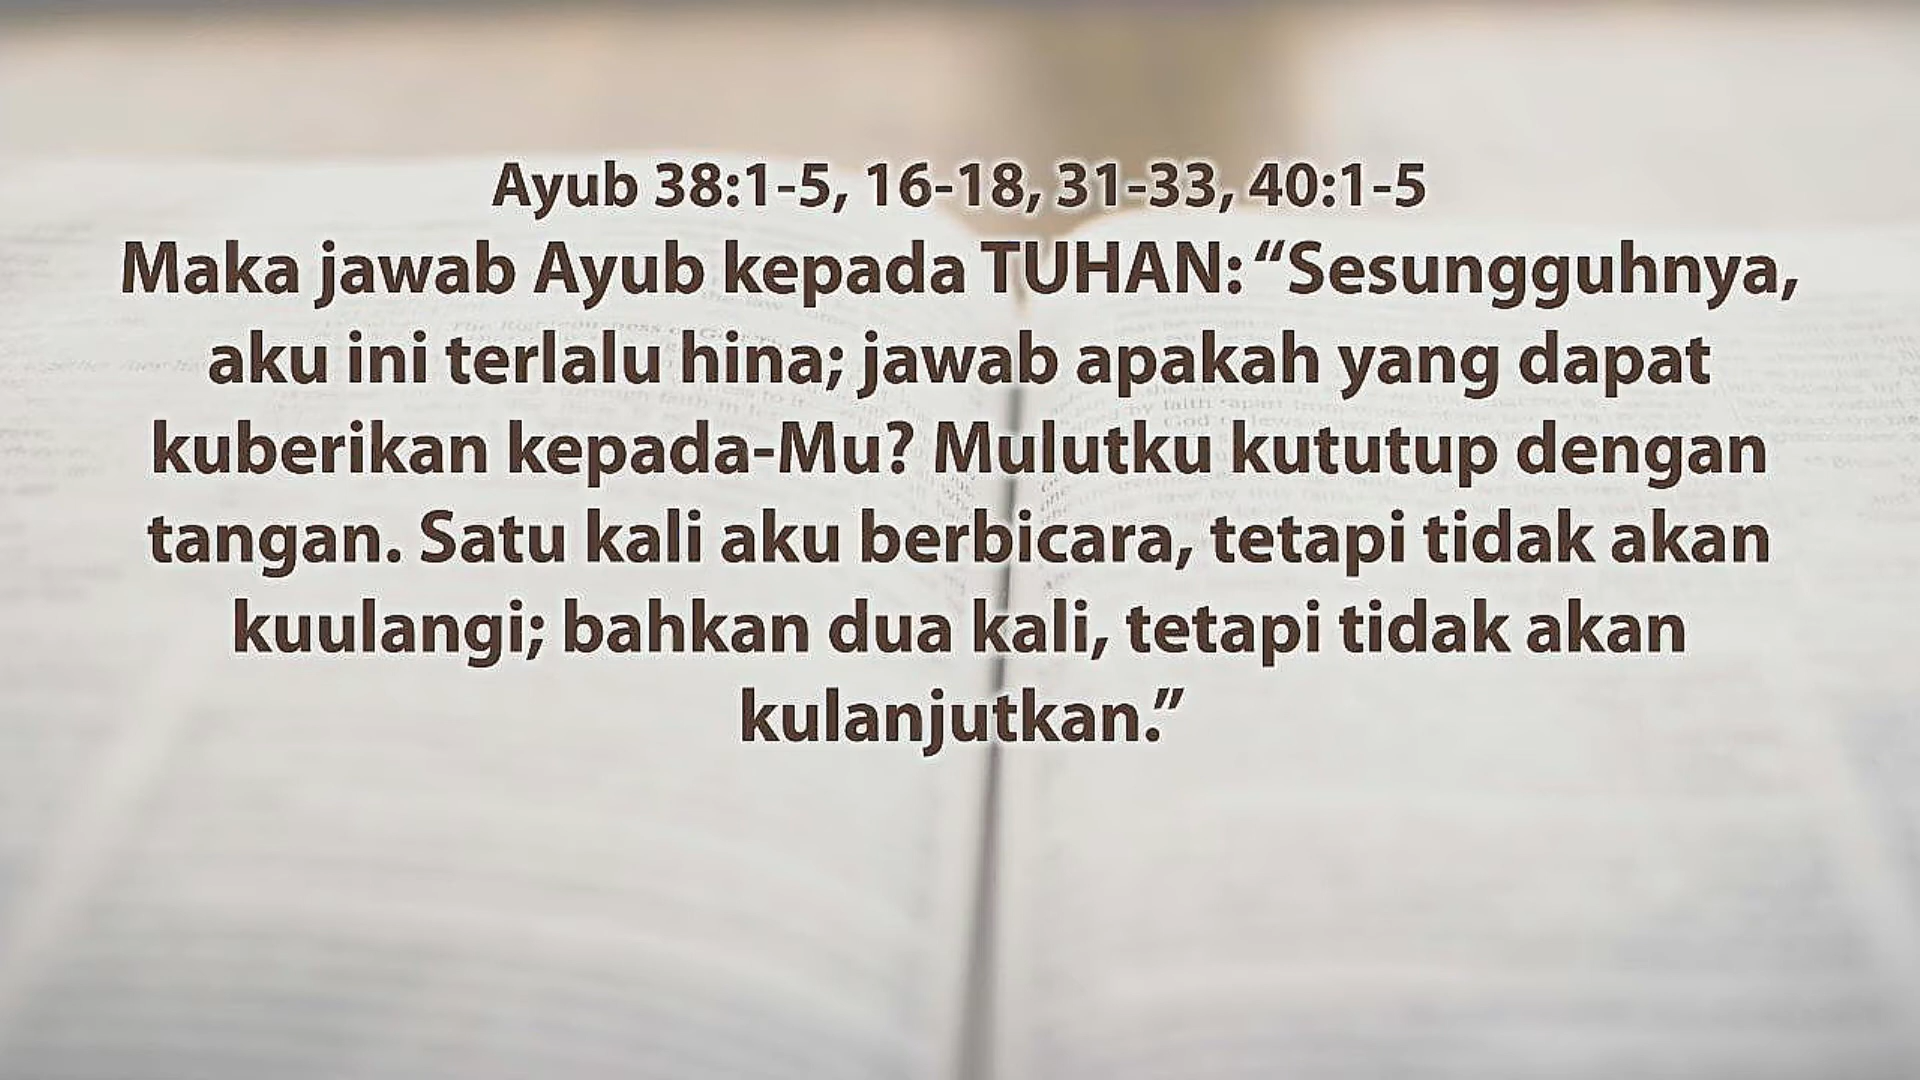 Ayub 38:1-5, 16-18, 31-33, 40:1-5
Maka jawab Ayub kepada TUHAN: “Sesungguhnya,
aku ini terlalu hina; jawab apakah yang dapat
kuberikan kepada-Mu? Mulutku kututup dengan
tangan. Satu kali aku berbicara, tetapi tidak akan
kuulangi; bahkan dua kali, tetapi tidak akan
kulanjutkan.”